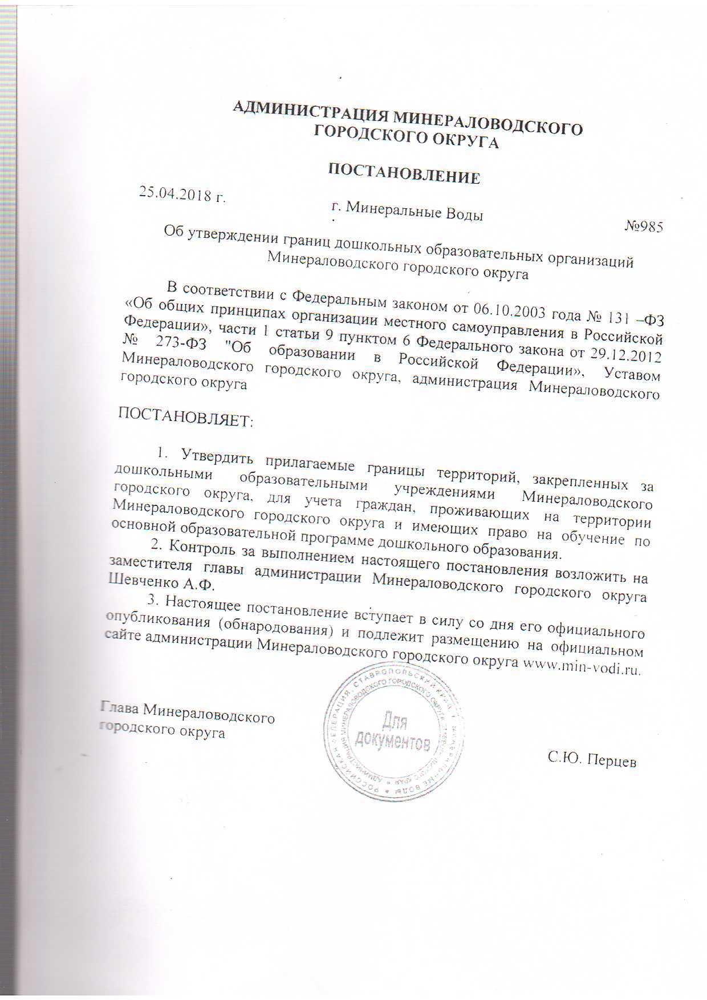 АДМИНИСТРАЦИЯ МИНЕРАЛОВОДСКОГО
ГОРОДСКОГО ОКРУГА
ПОСТАНОВЛЕНИЕ
25.04.2018 г. г. Минеральные Воды №985
Об утверждении границ дошкольных образовательных организаций
Минераловодского городского округа
В соответствии с Федеральным законом от 06.10.2003 года № 131 –ФЗ
«Об общих принципах организации местного самоуправления в Российской
Федерации», части 1 статьи 9 пунктом 6 Федерального закона от 29.12.2012
№ 273-ФЗ "Об образовании в Российской Федерации», Уставом
Минераловодского городского округа, администрация Минераловодского
городского округа
ПОСТАНОВЛЯЕТ:
1. Утвердить прилагаемые границы территорий, закрепленных за
дошкольными образовательными учреждениями Минераловодского
городского округа, для учета граждан, проживающих на территории
Минераловодского городского округа и имеющих право на обучение по
основной образовательной программе дошкольного образования.
2. Контроль за выполнением настоящего постановления возложить на
заместителя главы администрации Минераловодского городского округа
Шевченко А.Ф.
3. Настоящее постановление вступает в силу со дня его официального
опубликования (обнародования) и подлежит размещению на официальном
сайте администрации Минераловодского городского округа www.min-vodi.ru.
Глава Минераловодского
городского округа
С.Ю. Перцев
РОССИЙСКАЯ ФЕДЕРАЦИЯ, СТАВРОПОЛЬСКИЙ КРАЙ, Г. МИНЕРАЛЬНЫЕ ВОДЫ
АДМИНИСТРАЦИЯ МИНЕРАЛОВОДСКОГО ГОРОДСКОГО ОКРУГА СТАВРОПОЛЬСКОГО КРАЯ
Для
документов